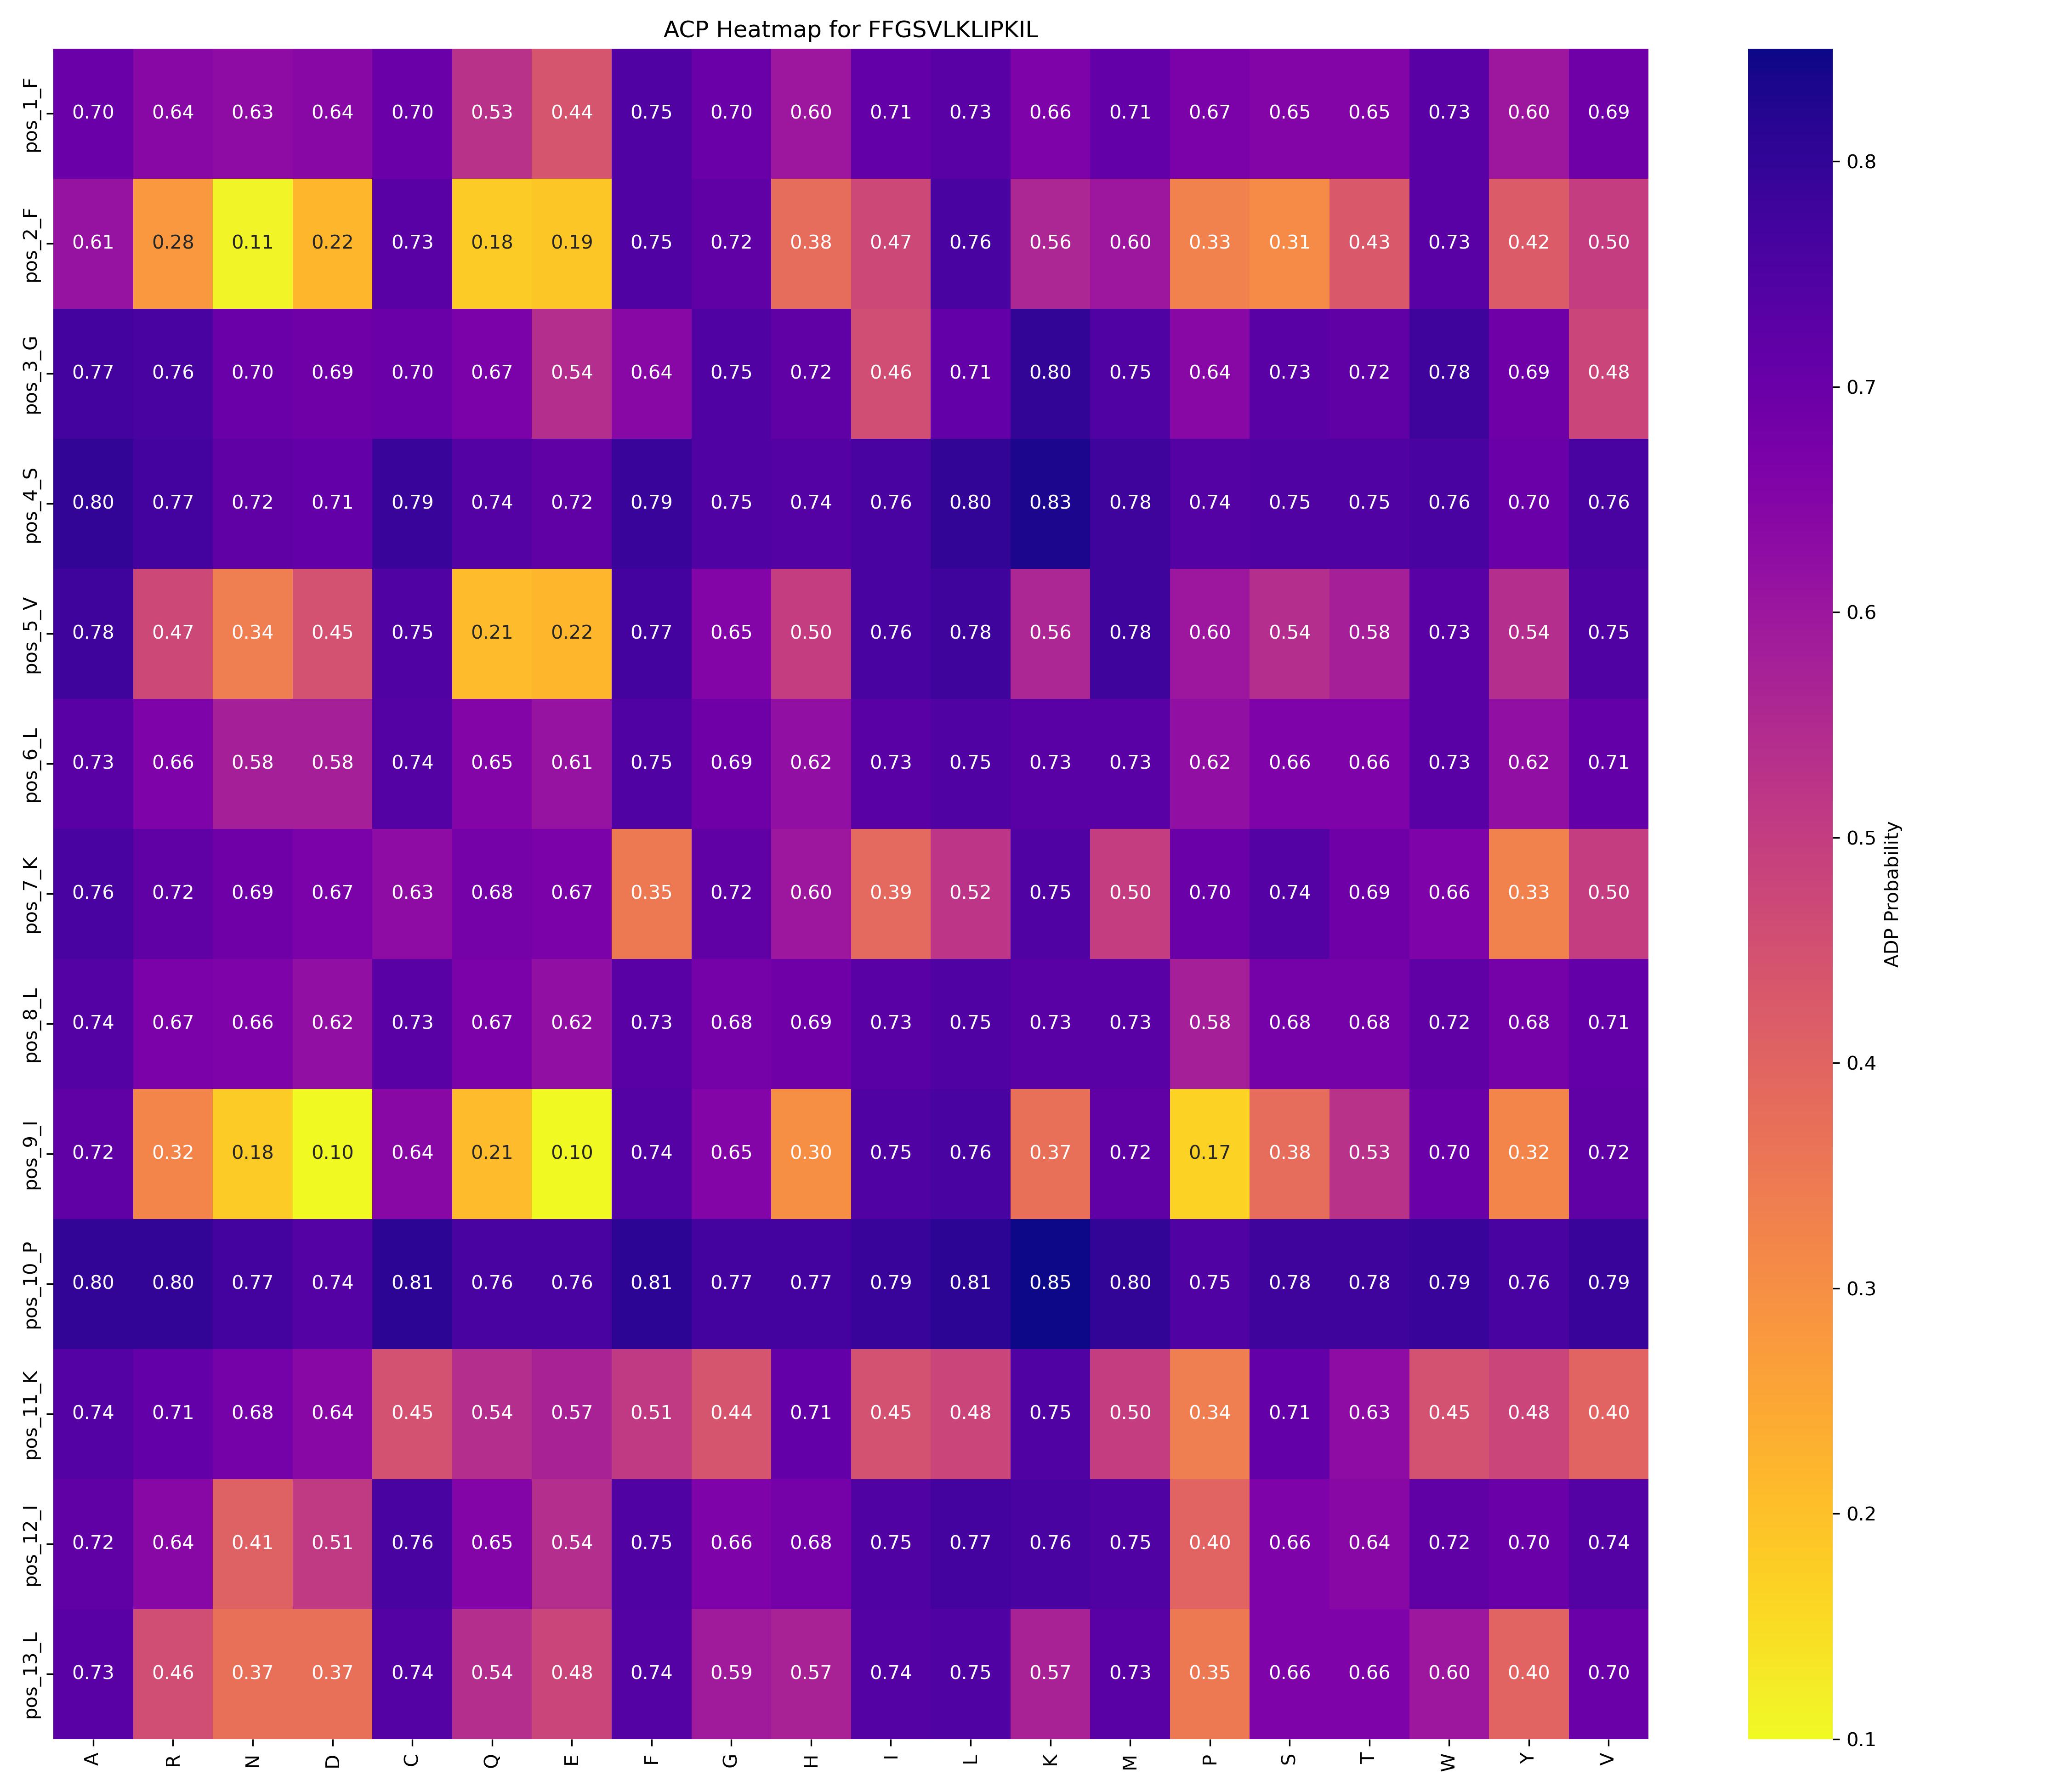 ACP Heatmap for FFGSVLKLIPKIL
pos_1_F 0.70 0.64 0.63 0.64 0.70 0.53 0.44 0.75 0.70 0.60 0.71 0.73 0.66 0.71 0.67 0.65 0.65 0.73 0.60 0.69
pos_2_F 0.61 0.28 0.11 0.22 0.73 0.18 0.19 0.75 0.72 0.38 0.47 0.76 0.56 0.60 0.33 0.31 0.43 0.73 0.42 0.50
pos_3_G 0.77 0.76 0.70 0.69 0.70 0.67 0.54 0.64 0.75 0.72 0.46 0.71 0.80 0.75 0.64 0.73 0.72 0.78 0.69 0.48
pos_4_S 0.80 0.77 0.72 0.71 0.79 0.74 0.72 0.79 0.75 0.74 0.76 0.80 0.83 0.78 0.74 0.75 0.75 0.76 0.70 0.76
pos_5_V 0.78 0.47 0.34 0.45 0.75 0.21 0.22 0.77 0.65 0.50 0.76 0.78 0.56 0.78 0.60 0.54 0.58 0.73 0.54 0.75
pos_6_L 0.73 0.66 0.58 0.58 0.74 0.65 0.61 0.75 0.69 0.62 0.73 0.75 0.73 0.73 0.62 0.66 0.66 0.73 0.62 0.71
pos_7_K 0.76 0.72 0.69 0.67 0.63 0.68 0.67 0.35 0.72 0.60 0.39 0.52 0.75 0.50 0.70 0.74 0.69 0.66 0.33 0.50
pos_8_L 0.74 0.67 0.66 0.62 0.73 0.67 0.62 0.73 0.68 0.69 0.73 0.75 0.73 0.73 0.58 0.68 0.68 0.72 0.68 0.71
pos_9_I 0.72 0.32 0.18 0.10 0.64 0.21 0.10 0.74 0.65 0.30 0.75 0.76 0.37 0.72 0.17 0.38 0.53 0.70 0.32 0.72
pos_10_P 0.80 0.80 0.77 0.74 0.81 0.76 0.76 0.81 0.77 0.77 0.79 0.81 0.85 0.80 0.75 0.78 0.78 0.79 0.76 0.79
pos_11_K 0.74 0.71 0.68 0.64 0.45 0.54 0.57 0.51 0.44 0.71 0.45 0.48 0.75 0.50 0.34 0.71 0.63 0.45 0.48 0.40
pos_12_I 0.72 0.64 0.41 0.51 0.76 0.65 0.54 0.75 0.66 0.68 0.75 0.77 0.76 0.75 0.40 0.66 0.64 0.72 0.70 0.74
pos_13_L 0.73 0.46 0.37 0.37 0.74 0.54 0.48 0.74 0.59 0.57 0.74 0.75 0.57 0.73 0.35 0.66 0.66 0.60 0.40 0.70
A R N D C Q E F G H I L K M P S T W Y V
0.8
0.7
0.6
0.5
0.4
0.3
0.2
0.1
ADP Probability